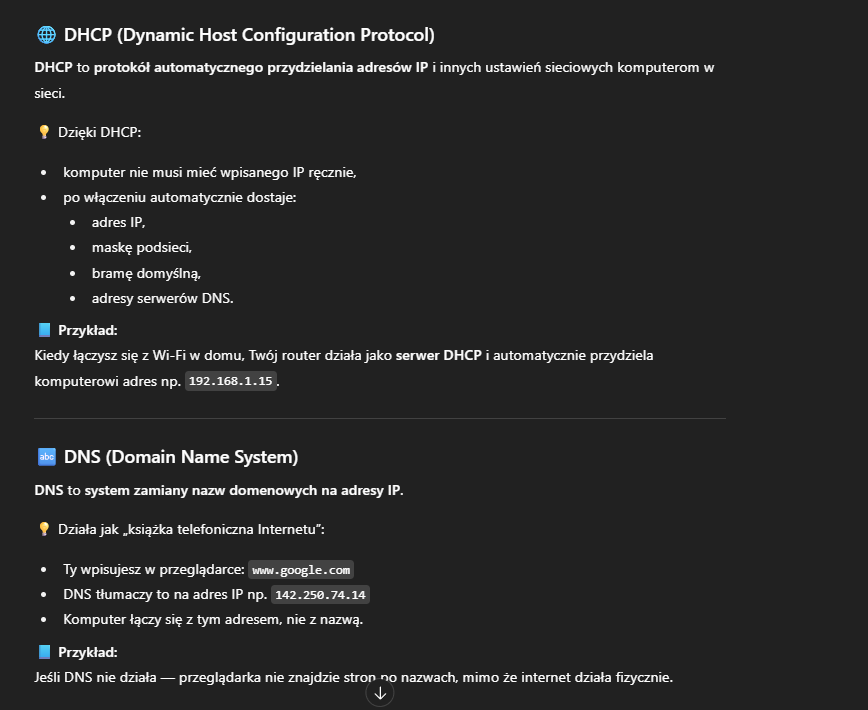 DHCP (Dynamic Host Configuration Protocol)
DHCP to protokół automatycznego przydzielania adresów IP i innych ustawień sieciowych komputerom w
sieci.
Dzięki DHCP:
komputer nie musi mieć wpisanego IP ręcznie,
po włączeniu automatycznie dostaje:
adres IP,
maskę podsieci,
bramę domyślną,
adresy serwerów DNS.
Przykład:
Kiedy łączysz się z Wi-Fi w domu, Twój router działa jako serwer DHCP i automatycznie przydziela
komputerowi adres np. 192.168.1.15.
abc DNS (Domain Name System)
DNS to system zamiany nazw domenowych na adresy IP.
Działa jak „książka telefoniczna Internetu”:
Ty wpisujesz w przeglądarce: www.google.com
DNS tłumaczy to na adres IP np. 142.250.74.14
Komputer łączy się z tym adresem, nie z nazwą.
Przykład:
Jeśli DNS nie działa — przeglądarka nie znajdzie stron po nazwach, mimo że internet działa fizycznie.